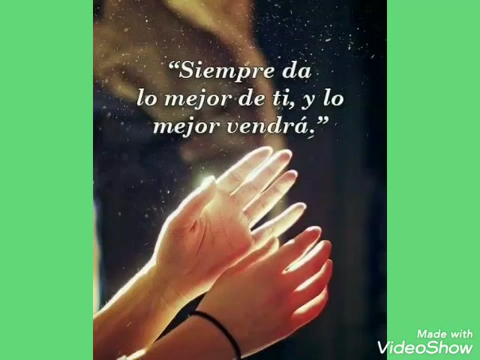 “Siempre da
lo mejor de ti, y lo
mejor vendrá.”
Made with
VideoShow